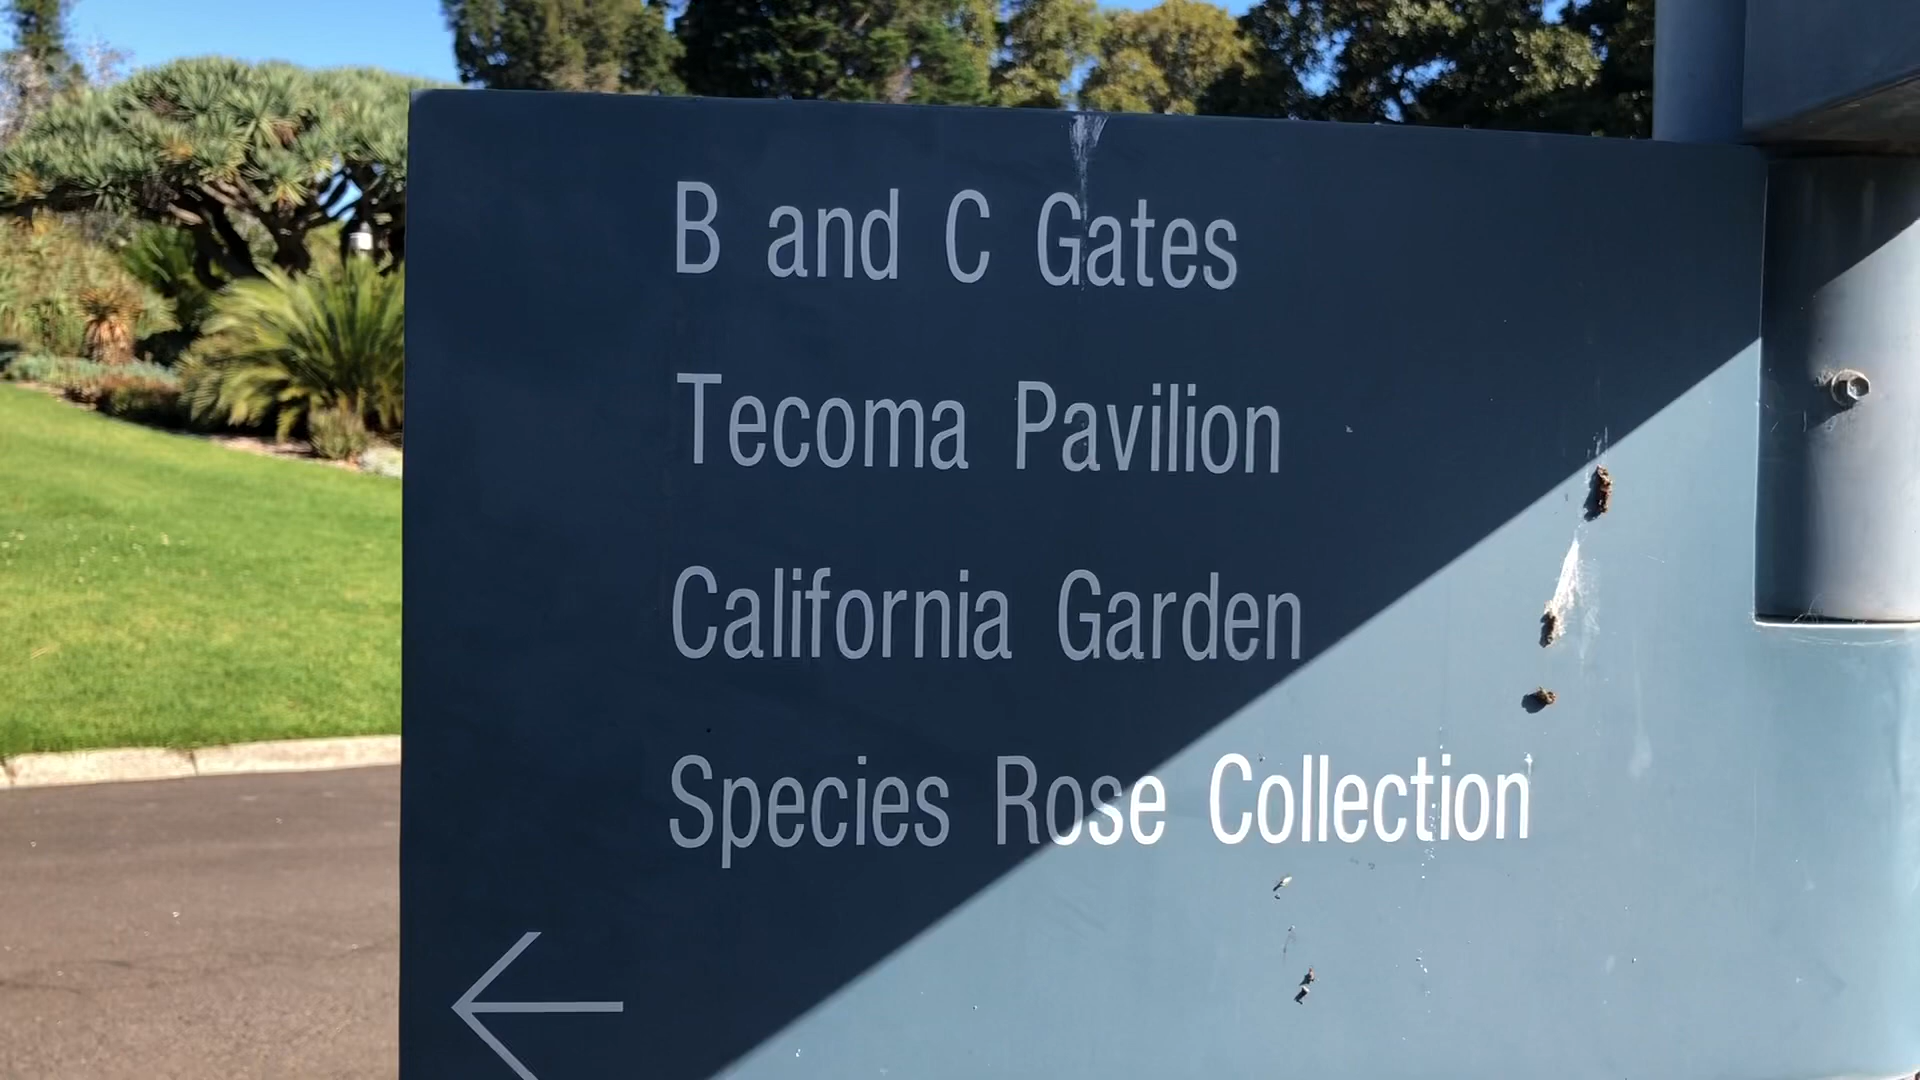 B and C Gates
Tecoma Pavilion
California Garden
Species Rose Collection